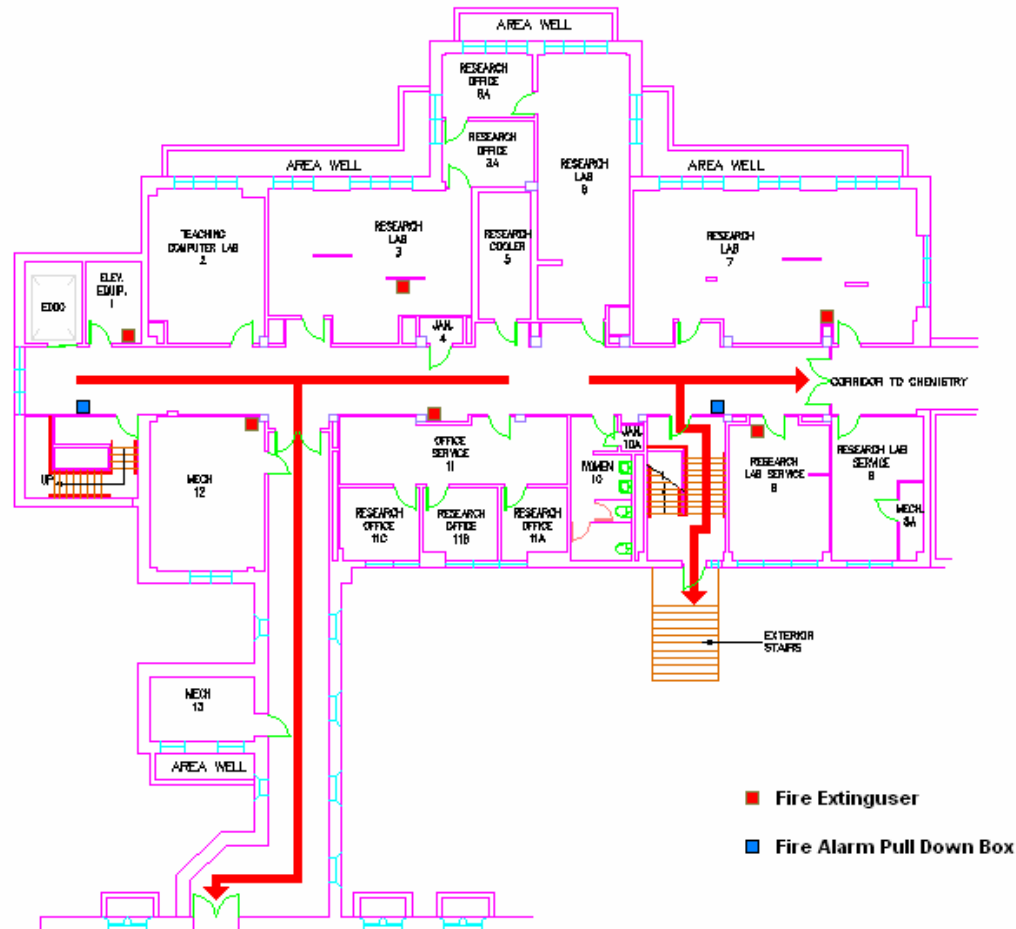 AREA WELL
RESEARCH
OFFICE
6A
RESEARCH
OFFICE
3A
AREA WELL
RESEARCH
LAB
6
AREA WELL
TEACHING
COMPUTER LAB
2
RESEARCH
LAB
3
RESEARCH
COOLER
5
RESEARCH
LAB
7
ELEV.
EQUIP.
1
JAN.
4
CORRIDOR TO CHEMISTRY
OFFICE
SERVICE
11
JAN.
10A
WOMEN
10
RESEARCH LAB
SERVICE
8
RESEARCH
LAB SERVICE
UP
MECH
12
RESEARCH
OFFICE
11C
RESEARCH
OFFICE
11B
RESEARCH
OFFICE
11A
MECH.
EXTERIOR
STAIRS
MECH
13
AREA WELL
Fire Extinguser
Fire Alarm Pull Down Box